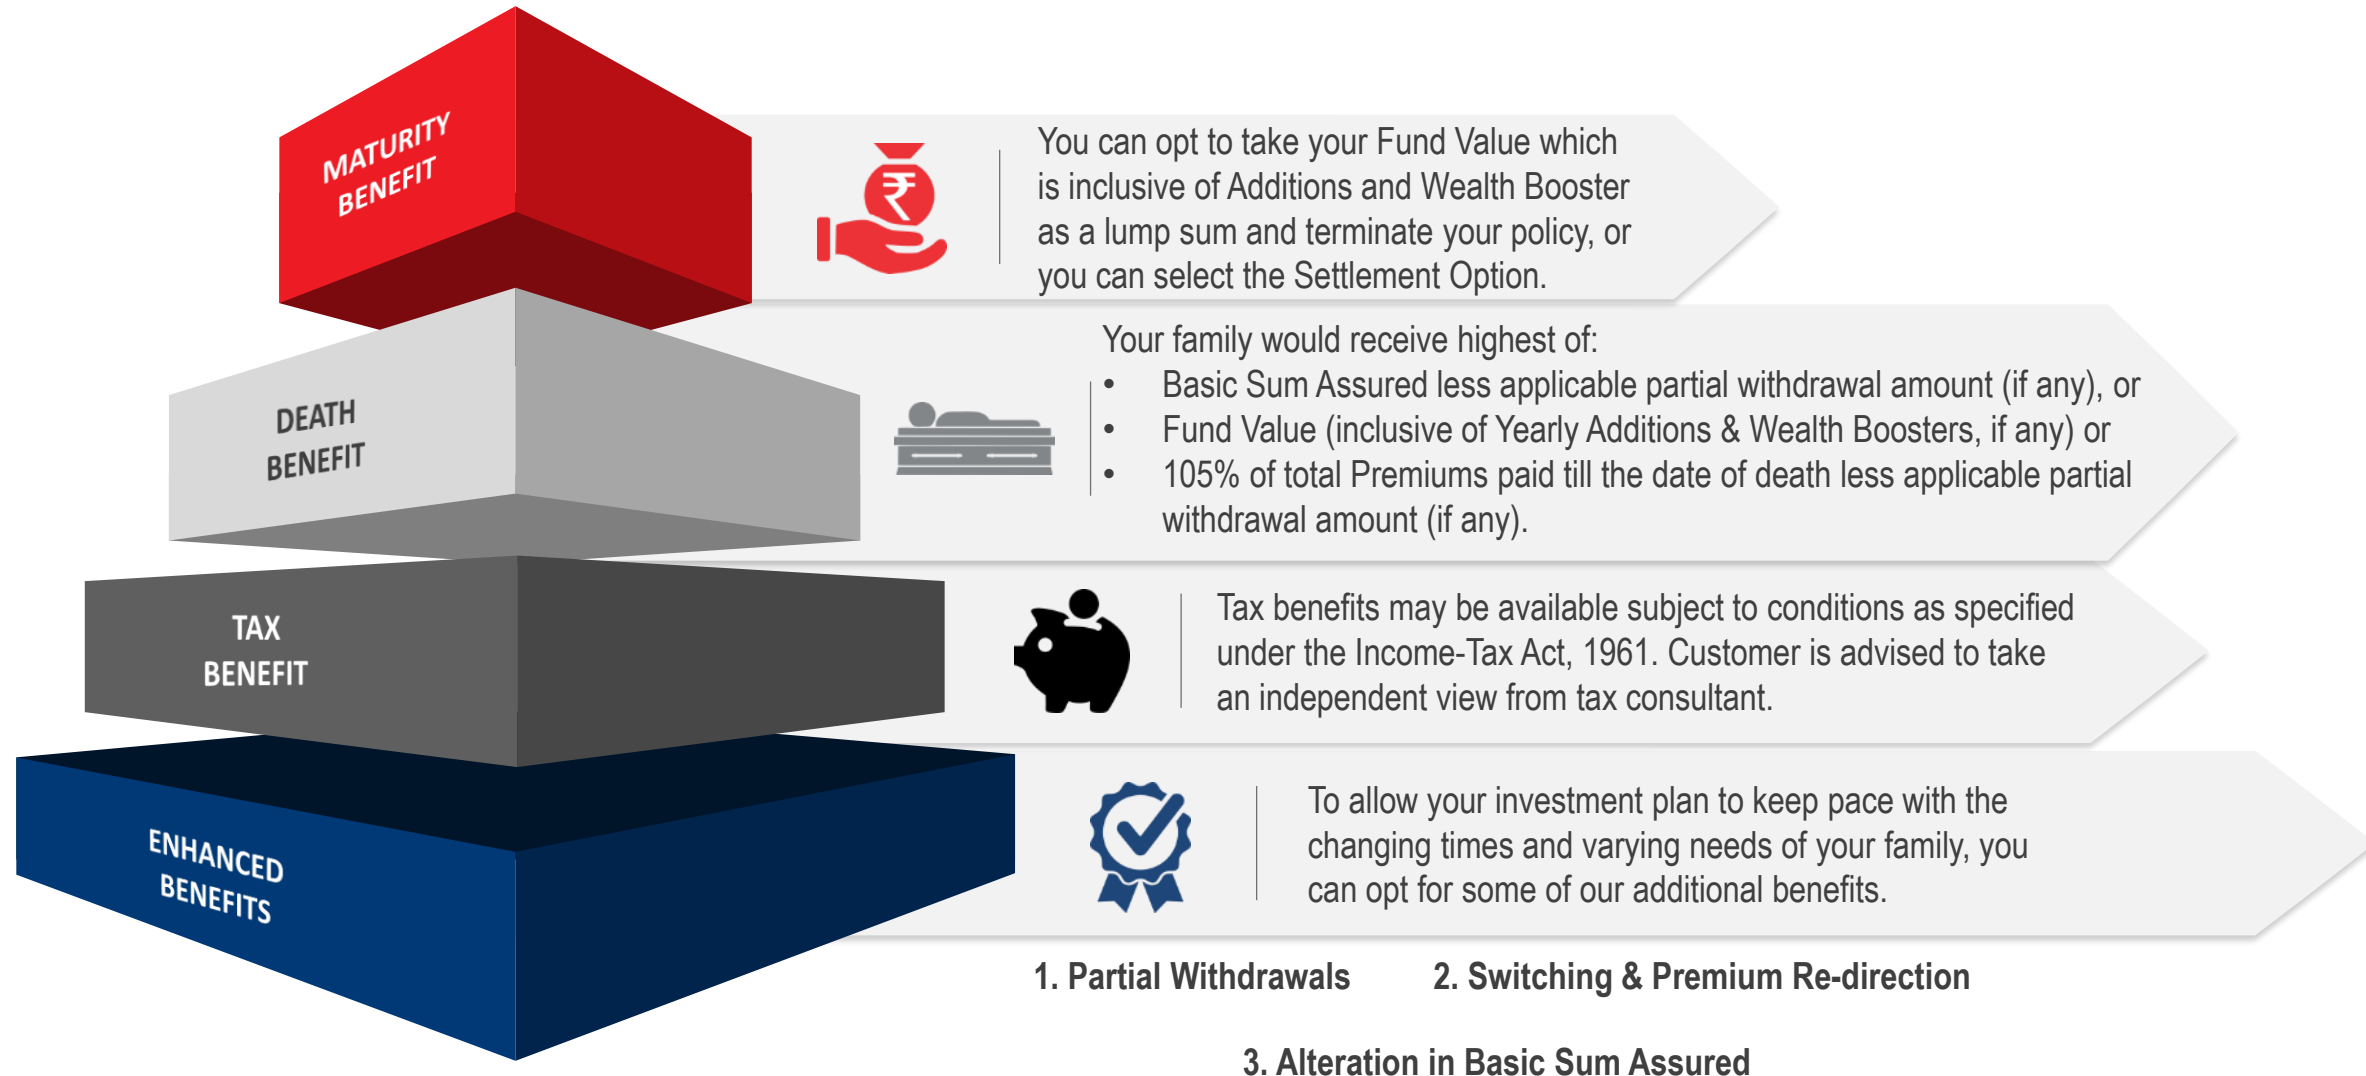 MATURITY
BENEFIT
You can opt to take your Fund Value which
is inclusive of Additions and Wealth Booster
as a lump sum and terminate your policy, or
you can select the Settlement Option.
DEATH
BENEFIT
Your family would receive highest of:
• Basic Sum Assured less applicable partial withdrawal amount (if any), or
• Fund Value (inclusive of Yearly Additions & Wealth Boosters, if any) or
• 105% of total Premiums paid till the date of death less applicable partial
withdrawal amount (if any).
TAX
BENEFIT
Tax benefits may be available subject to conditions as specified
under the Income-Tax Act, 1961. Customer is advised to take
an independent view from tax consultant.
ENHANCED
BENEFITS
To allow your investment plan to keep pace with the
changing times and varying needs of your family, you
can opt for some of our additional benefits.
1. Partial Withdrawals 2. Switching & Premium Re-direction
3. Alteration in Basic Sum Assured